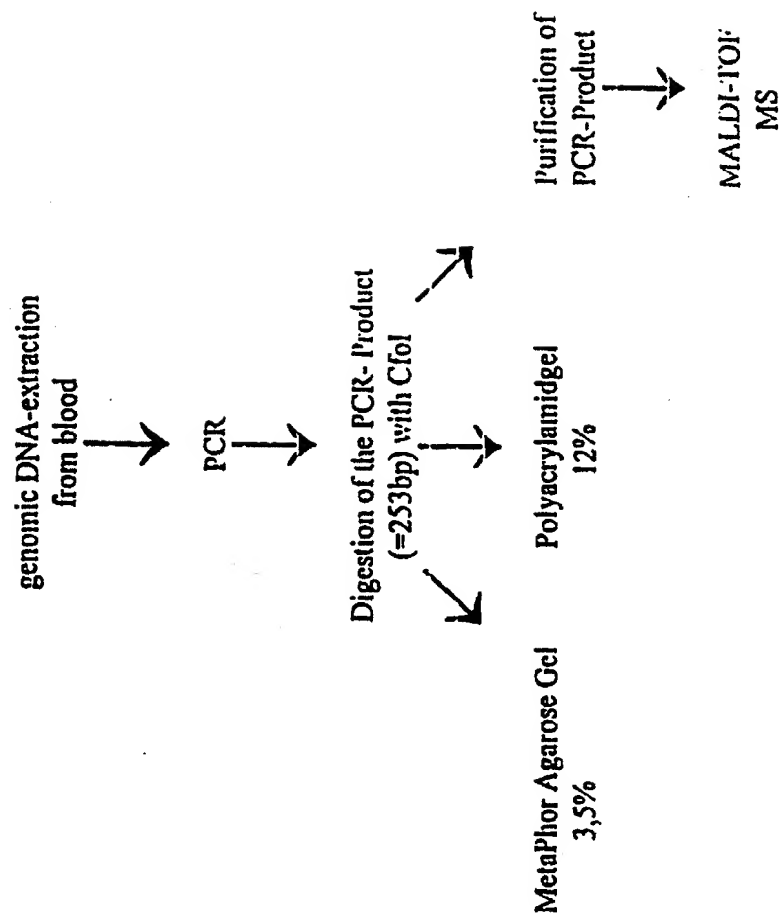 genomic DNA-extraction
from blood
PCR
Digestion of the PCR- Product
(=253bp) with CfoI
MetaPhor Agarose Gel
3,5%
Polyacrylamidgel
12%
Purification of
PCR-Product
MALDI-TOF
MS